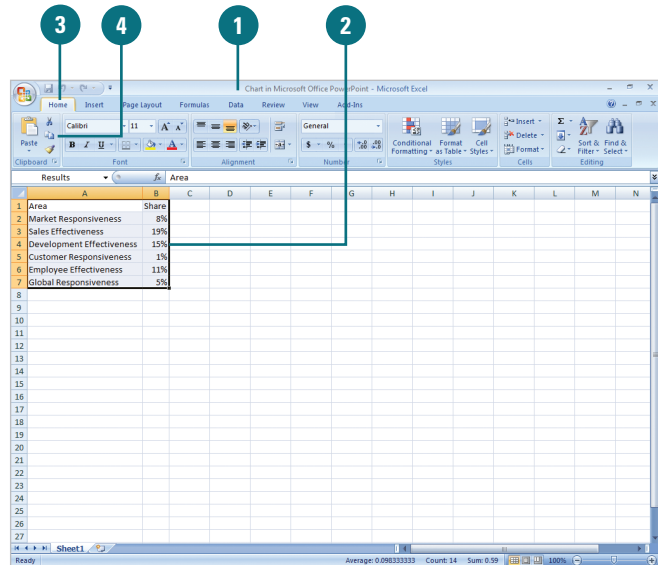 3 4 1 2
Chart in Microsoft Office PowerPoint - Microsoft Excel
Home Insert Page Layout Formulas Data Review View Add-Ins
Calibri 11 A A General Insert Σ
Paste Conditional Format Cell Delete Sort & Find &
B I U A $ % , .0 .00 Formatting as Table Styles Format Filter Select
Clipboard Font Alignment Number Styles Cells Editing
Results fx Area
A B C D E F G H I J K L M N
1 Area Share
2 Market Responsiveness 8%
3 Sales Effectiveness 19%
4 Development Effectiveness 15%
5 Customer Responsiveness 1%
6 Employee Effectiveness 11%
7 Global Responsiveness 5%
8
9
10
11
12
13
14
15
16
17
18
19
20
21
22
23
24
25
26
27
Sheet1
Ready Average: 0.098333333 Count: 14 Sum: 0.59 100%